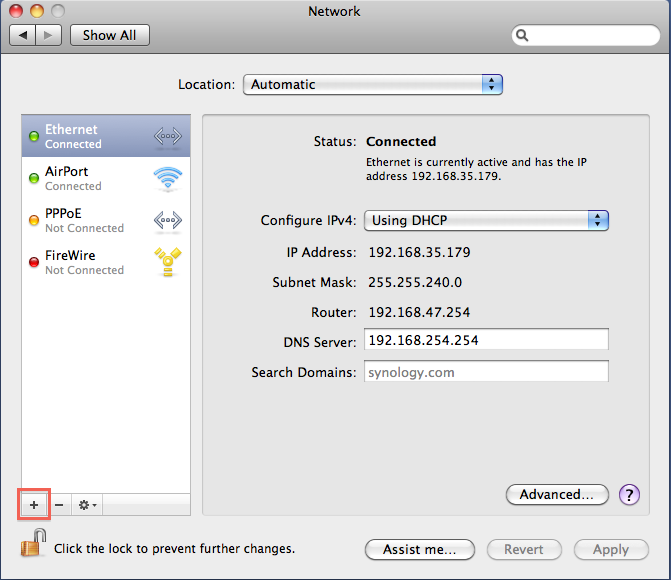 Network
Show All
Location: Automatic
Ethernet
Connected
AirPort
Connected
PPPoE
Not Connected
FireWire
Not Connected
Status: Connected
Ethernet is currently active and has the IP
address 192.168.35.179.
Configure IPv4: Using DHCP
IP Address: 192.168.35.179
Subnet Mask: 255.255.240.0
Router: 192.168.47.254
DNS Server: 192.168.254.254
Search Domains: synology.com
+ −
Advanced... ?
Click the lock to prevent further changes.
Assist me... Revert Apply